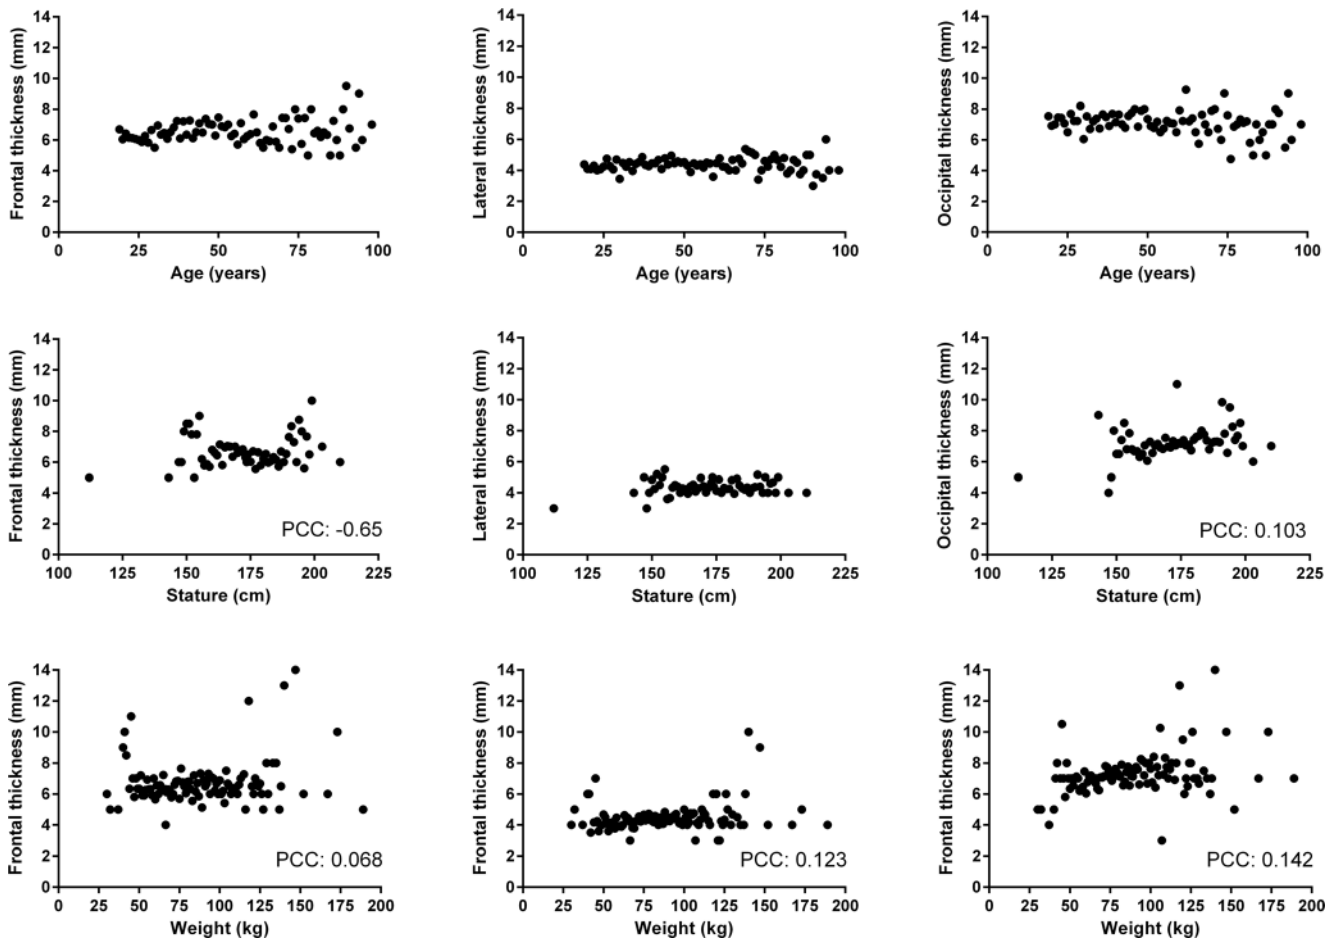 Frontal thickness (mm)
14
12
10
8
6
4
2
0
0 25 50 75 100
Age (years)
Lateral thickness (mm)
14
12
10
8
6
4
2
0
0 25 50 75 100
Age (years)
Occipital thickness (mm)
14
12
10
8
6
4
2
0
0 25 50 75 100
Age (years)
Frontal thickness (mm)
14
12
10
8
6
4
2
0
PCC: -0.65
100 125 150 175 200 225
Stature (cm)
Lateral thickness (mm)
14
12
10
8
6
4
2
0
100 125 150 175 200 225
Stature (cm)
Occipital thickness (mm)
14
12
10
8
6
4
2
0
PCC: 0.103
100 125 150 175 200 225
Stature (cm)
Frontal thickness (mm)
14
12
10
8
6
4
2
0
PCC: 0.068
0 25 50 75 100 125 150 175 200
Weight (kg)
Frontal thickness (mm)
14
12
10
8
6
4
2
0
PCC: 0.123
0 25 50 75 100 125 150 175 200
Weight (kg)
Frontal thickness (mm)
14
12
10
8
6
4
2
0
PCC: 0.142
0 25 50 75 100 125 150 175 200
Weight (kg)